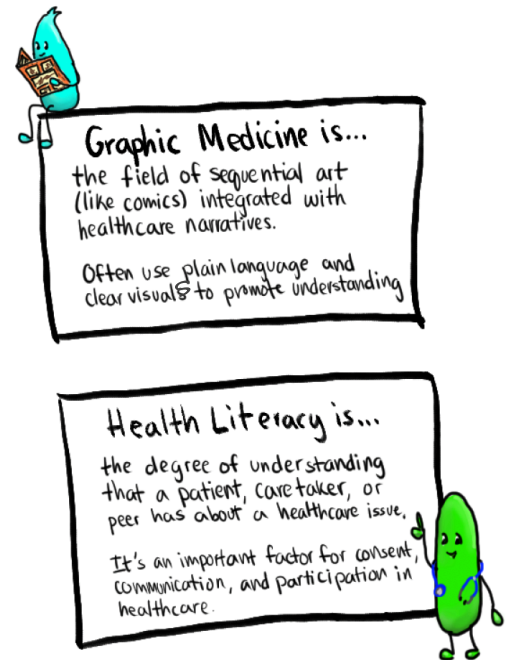 Graphic Medicine is...
the field of sequential art
(like comics) integrated with
healthcare narratives.
Often use plain language and
clear visuals to promote understanding
Health Literacy is...
the degree of understanding
that a patient, caretaker, or
peer has about a healthcare issue.
It's an important factor for consent,
communication, and participation in
healthcare.